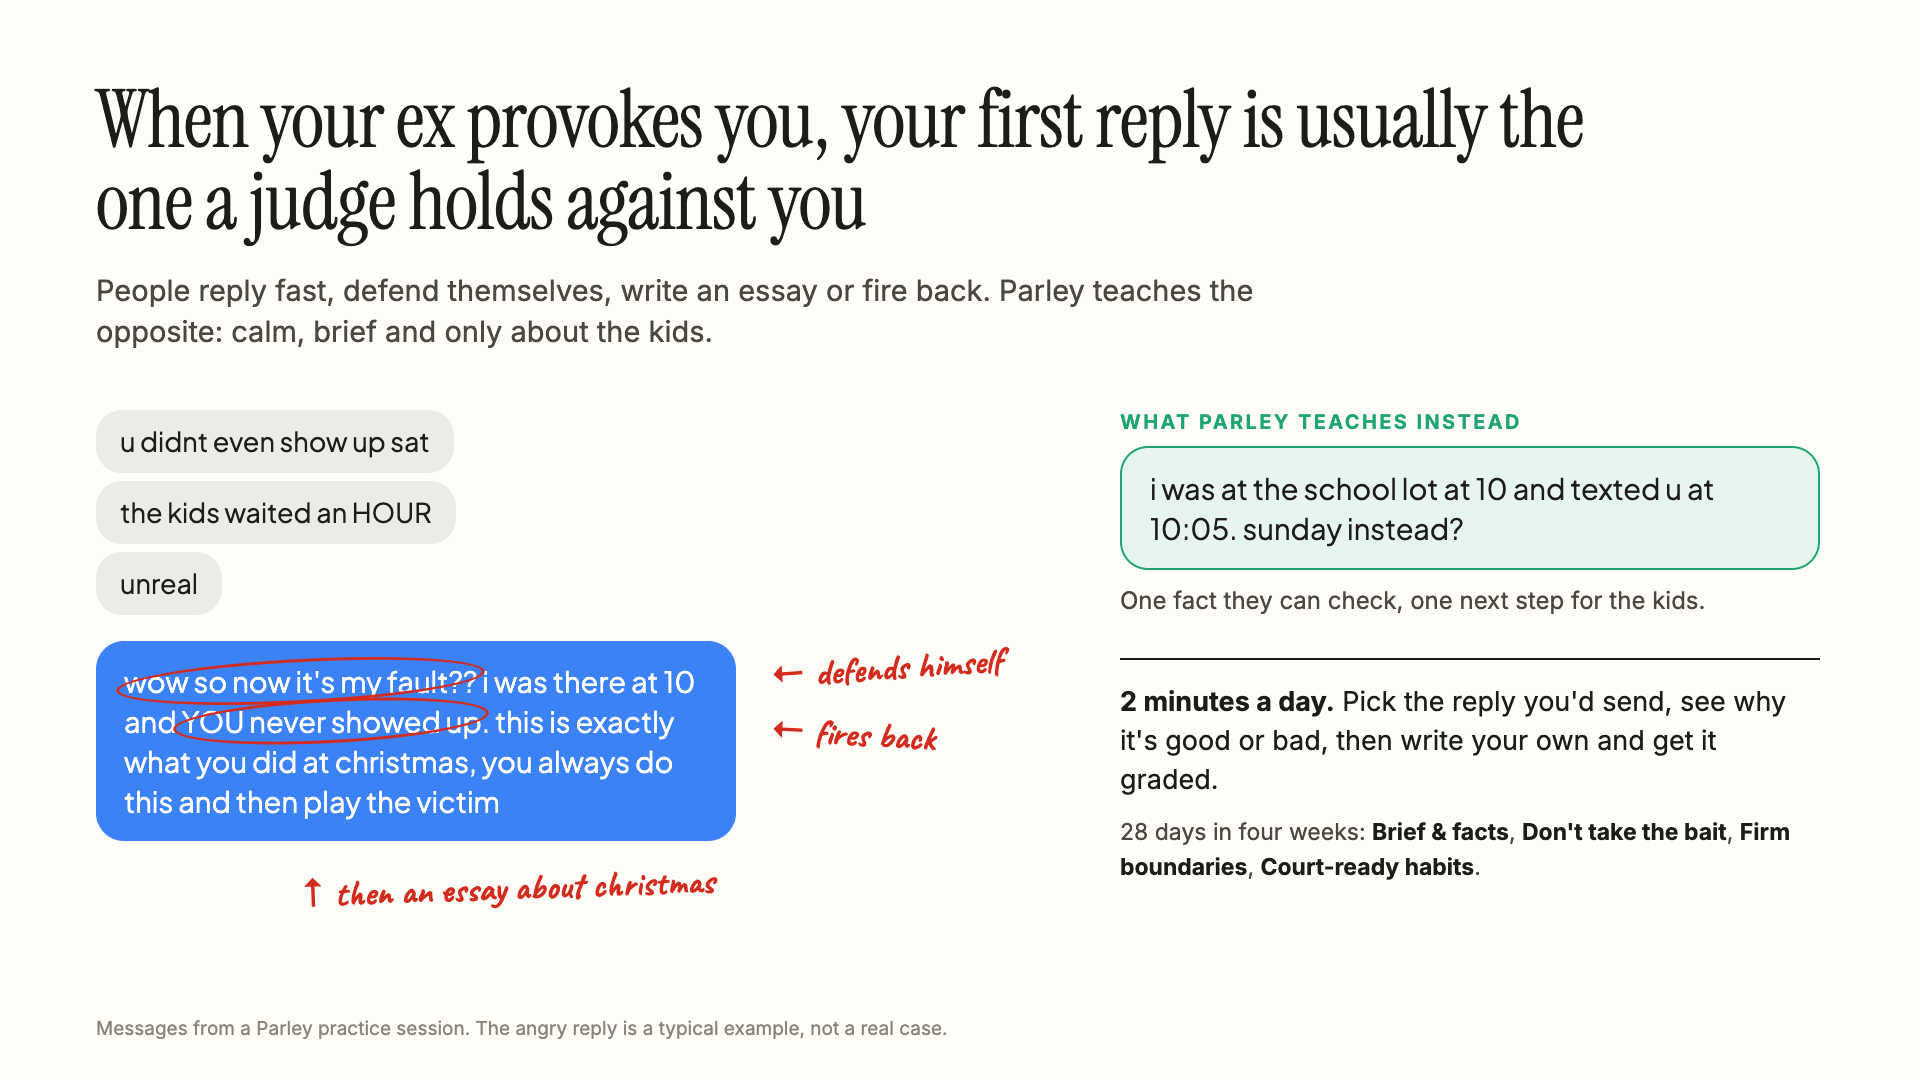 When your ex provokes you, your first reply is usually the
one a judge holds against you
People reply fast, defend themselves, write an essay or fire back. Parley teaches the
opposite: calm, brief and only about the kids.
u didnt even show up sat
the kids waited an HOUR
unreal
wow so now it's my fault?? i was there at 10
and YOU never showed up. this is exactly
what you did at christmas, you always do
this and then play the victim
← defends himself
← fires back
↑ then an essay about christmas
WHAT PARLEY TEACHES INSTEAD
i was at the school lot at 10 and texted u at
10:05. sunday instead?
One fact they can check, one next step for the kids.
2 minutes a day. Pick the reply you'd send, see why
it's good or bad, then write your own and get it
graded.
28 days in four weeks: Brief & facts, Don't take the bait, Firm
boundaries, Court-ready habits.
Messages from a Parley practice session. The angry reply is a typical example, not a real case.